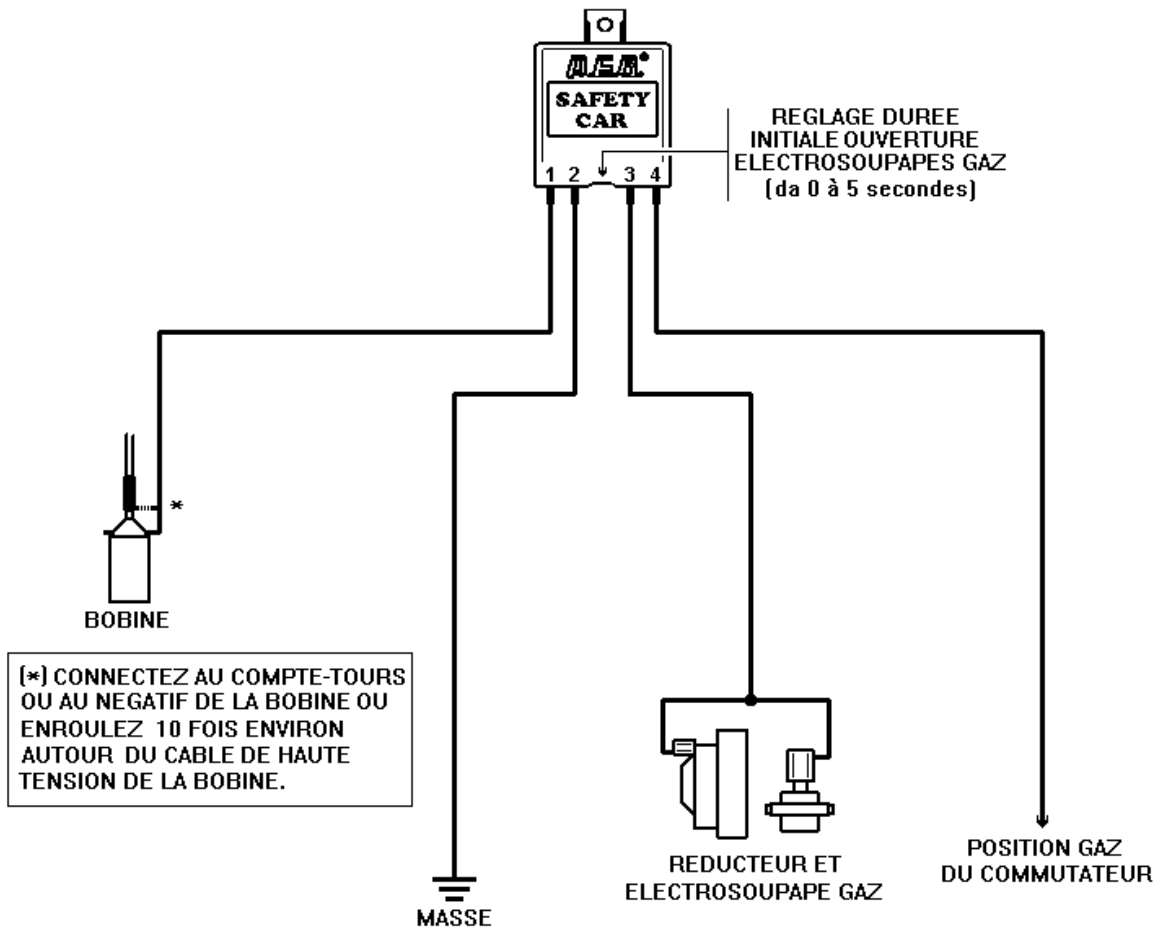 SAFETY
CAR
1 2 3 4
REGLAGE DUREE
INITIALE OUVERTURE
ELECTROSOUPAPES GAZ
(da 0 à 5 secondes)
*
BOBINE
(*) CONNECTEZ AU COMPTE-TOURS
OU AU NEGATIF DE LA BOBINE OU
ENROULEZ 10 FOIS ENVIRON
AUTOUR DU CABLE DE HAUTE
TENSION DE LA BOBINE.
MASSE
REDUCTEUR ET
ELECTROSOUPAPE GAZ
POSITION GAZ
DU COMMUTATEUR